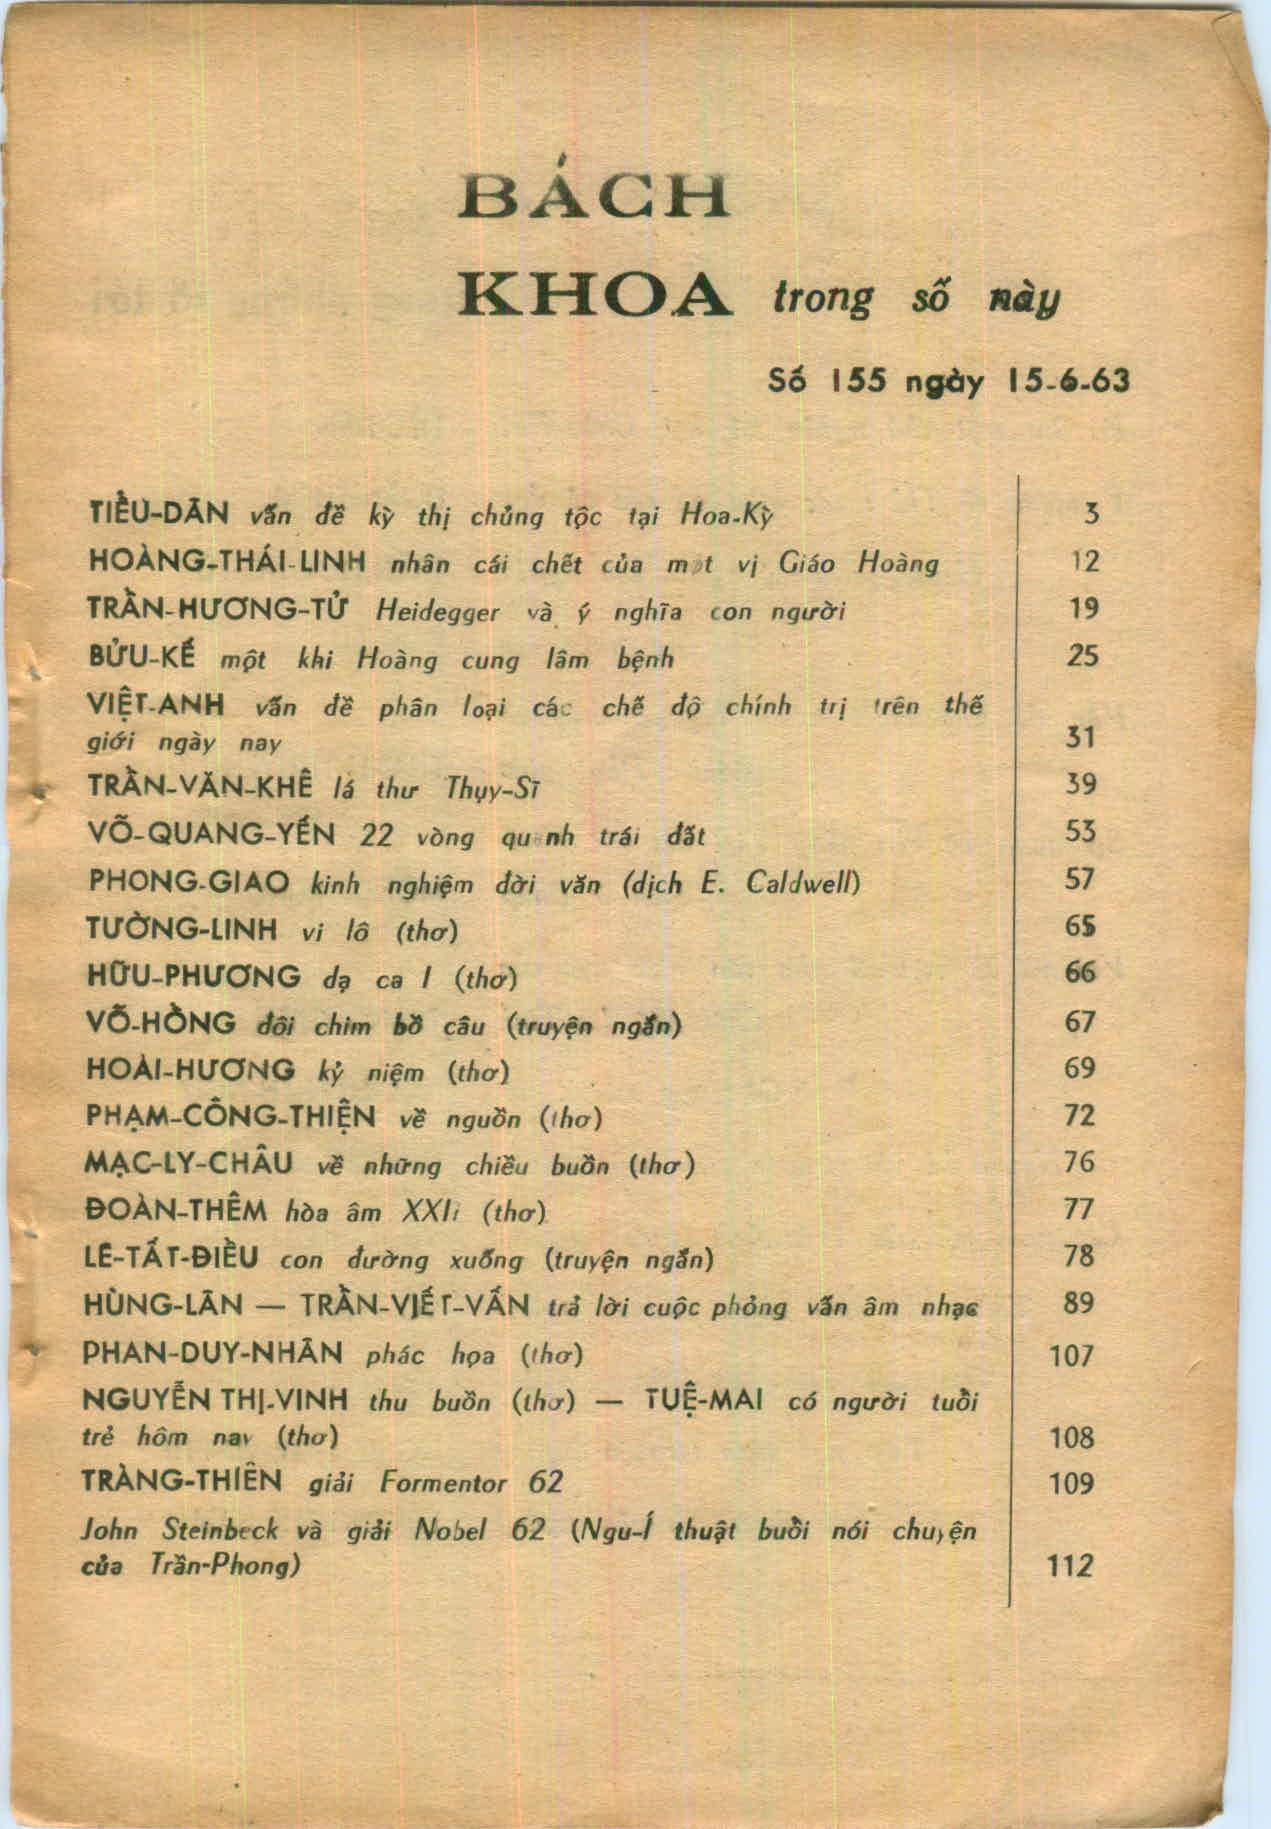 BÁCH
KHOA trong số này
Số 155 ngày 15-6-63
TIỂU-DÂN vấn đề kỳ thị chủng tộc tại Hoa-Kỳ 3
HOÀNG-THÁI-LINH nhân cái chết của một vị Giáo Hoàng 12
TRẦN-HƯƠNG-TỬ Heidegger và ý nghĩa con người 19
BỬU-KẾ một khi Hoàng cung lâm bệnh 25
VIỆT-ANH vấn đề phân loại các chế độ chính trị trên thế
giới ngày nay 31
TRẦN-VĂN-KHÊ lá thư Thụy-Sĩ 39
VÕ-QUANG-YẾN 22 vòng quanh trái đất 53
PHONG-GIAO kinh nghiệm đời văn (dịch E. Caldwell) 57
TƯỜNG-LINH vi lô (thơ) 65
HỮU-PHƯƠNG dạ ca I (thơ) 66
VÕ-HỒNG đôi chim bồ câu (truyện ngắn) 67
HOÀI-HƯƠNG kỷ niệm (thơ) 69
PHẠM-CÔNG-THIỆN về nguồn (thơ) 72
MẠC-LY-CHÂU về những chiều buồn (thơ) 76
ĐOÀN-THÊM hòa âm XXII (thơ) 77
LÊ-TẤT-ĐIỀU con đường xuống (truyện ngắn) 78
HÙNG-LÂN — TRẦN-VIẾT-VẤN trả lời cuộc phỏng vấn âm nhạc 89
PHAN-DUY-NHÂN phác họa (thơ) 107
NGUYỄN THỊ-VINH thu buồn (thơ) — TUỆ-MAI có người tuổi
trẻ hôm nay (thơ) 108
TRÀNG-THIÊN giải Formentor 62 109
John Steinbeck và giải Nobel 62 (Ngu-Í thuật buổi nói chuyện
của Trần-Phong) 112